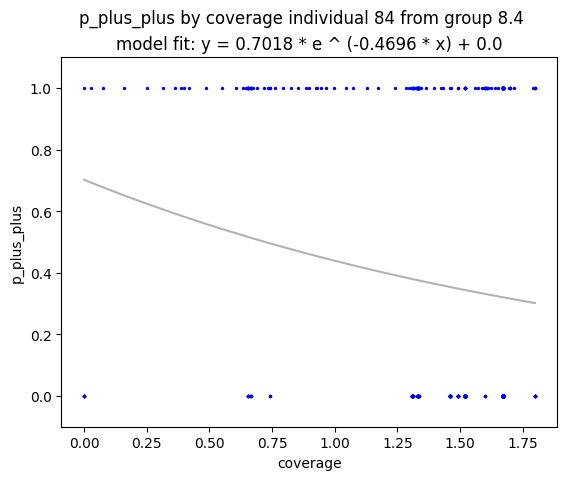 p_plus_plus by coverage individual 84 from group 8.4
model fit: y = 0.7018 * e ^ (-0.4696 * x) + 0.0
1.0
0.8
0.6
0.4
0.2
0.0
p_plus_plus
0.00 0.25 0.50 0.75 1.00 1.25 1.50 1.75
coverage